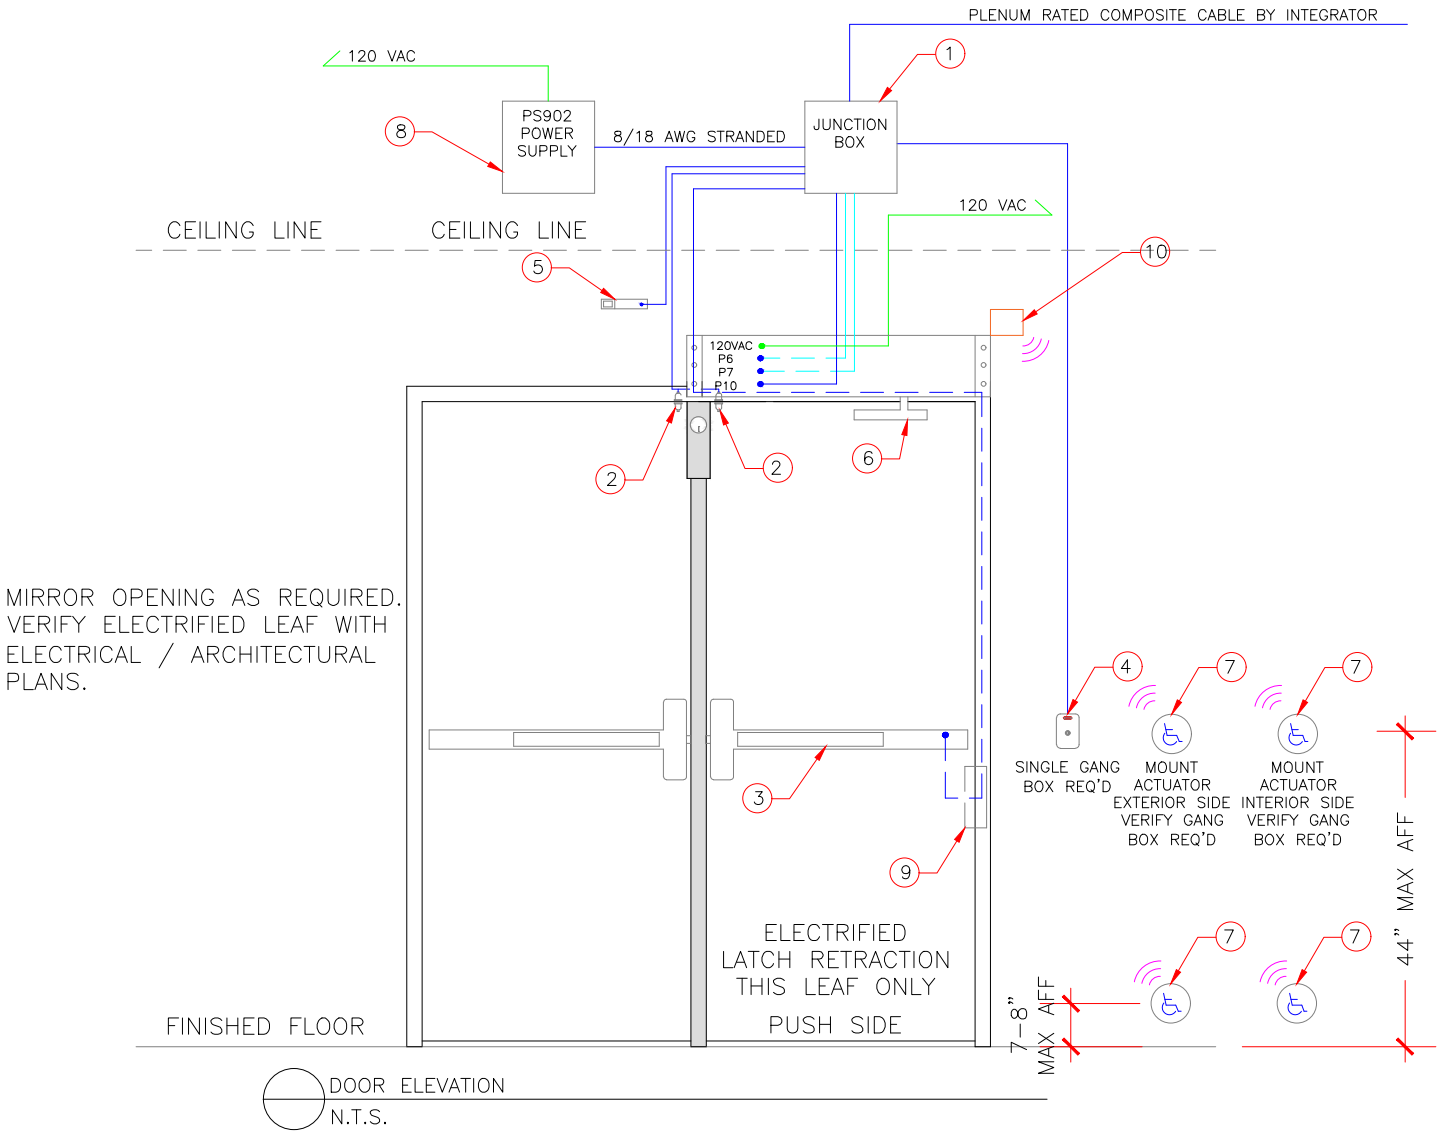 PLENUM RATED COMPOSITE CABLE BY INTEGRATOR
120 VAC
1
PS902
POWER
SUPPLY
8
8/18 AWG STRANDED
JUNCTION
BOX
120 VAC
CEILING LINE
CEILING LINE
10
5
120VAC
P6
P7
P10
6
2
2
MIRROR OPENING AS REQUIRED.
VERIFY ELECTRIFIED LEAF WITH
ELECTRICAL / ARCHITECTURAL
PLANS.
4
7
7
SINGLE GANG
BOX REQ'D
MOUNT
ACTUATOR
EXTERIOR SIDE
VERIFY GANG
BOX REQ'D
MOUNT
ACTUATOR
INTERIOR SIDE
VERIFY GANG
BOX REQ'D
3
9
44" MAX AFF
ELECTRIFIED
LATCH RETRACTION
THIS LEAF ONLY
PUSH SIDE
7
7
7-8"
MAX AFF
FINISHED FLOOR
DOOR ELEVATION
N.T.S.